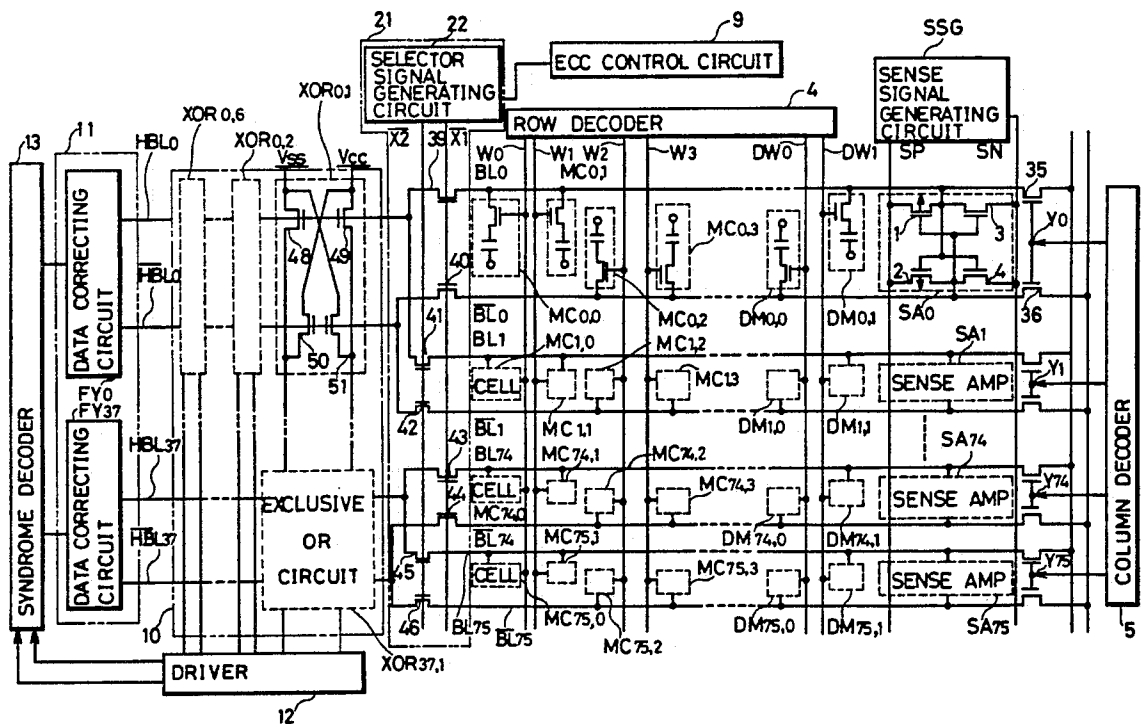 21
22
9
SSG
SELECTOR
SIGNAL
GENERATING
CIRCUIT
ECC CONTROL CIRCUIT
SENSE
SIGNAL
GENERATING
CIRCUIT
XOR0,1
XOR0,6
4
13
11
HBL0
XOR0,2
ROW DECODER
X2
39
X1
W0
W1
W2
W3
DW0
DW1
SP
SN
VSS
VCC
BL0
MC0,1
35
SYNDROME DECODER
DATA CORRECTING
CIRCUIT
48
49
MC0,3
1
3
Y0
HBL0
40
2
4
BL0
MC0,0
MC0,2
DM0,0
DM0,1
SA0
36
50
51
41
BL1
MC1,0
MC1,2
SA1
CELL
MC1,3
SENSE AMP
Y1
COLUMN DECODER
FY0
FY37
42
MC1,1
DM1,0
DM1,1
BL1
HBL37
43
BL74
MC74,1
MC74,2
SA74
DATA CORRECTING
CIRCUIT
EXCLUSIVE
OR
CIRCUIT
44
CELL
MC74,0
MC74,3
SENSE AMP
Y74
HBL37
BL74
MC75,1
DM74,0
DM74,1
45
CELL
MC75,3
SENSE AMP
Y75
10
46
BL75
BL75
MC75,0
MC75,2
DM75,0
DM75,1
SA75
5
DRIVER
XOR37,1
12